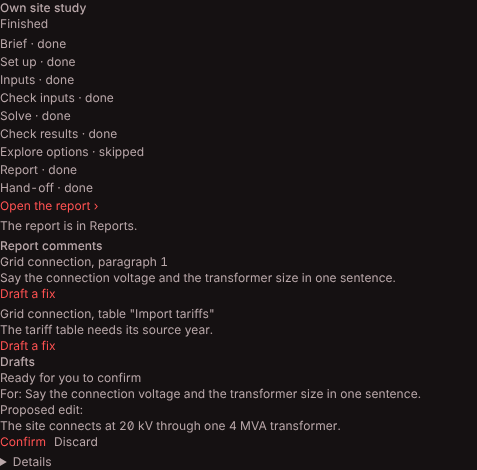 Own site study
Finished
Brief · done
Set up · done
Inputs · done
Check inputs · done
Solve · done
Check results · done
Explore options · skipped
Report · done
Hand-off · done
Open the report ›
The report is in Reports.
Report comments
Grid connection, paragraph 1
Say the connection voltage and the transformer size in one sentence.
Draft a fix
Grid connection, table "Import tariffs"
The tariff table needs its source year.
Draft a fix
Drafts
Ready for you to confirm
For: Say the connection voltage and the transformer size in one sentence.
Proposed edit:
The site connects at 20 kV through one 4 MVA transformer.
Confirm Discard
▶ Details